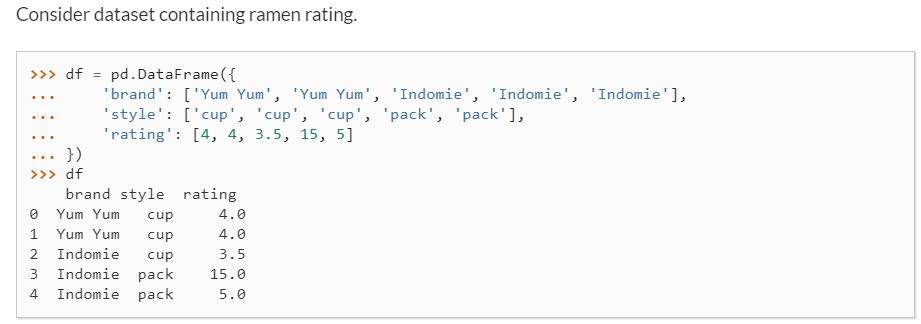 Consider dataset containing ramen rating.
>>> df = pd.DataFrame({
...     'brand': ['Yum Yum', 'Yum Yum', 'Indomie', 'Indomie', 'Indomie'],
...     'style': ['cup', 'cup', 'cup', 'pack', 'pack'],
...     'rating': [4, 4, 3.5, 15, 5]
... })
>>> df
    brand style  rating
0  Yum Yum   cup     4.0
1  Yum Yum   cup     4.0
2  Indomie   cup     3.5
3  Indomie  pack    15.0
4  Indomie  pack     5.0